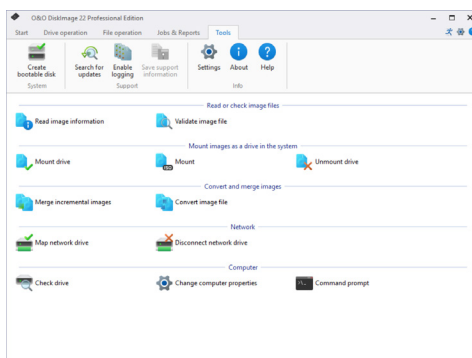 O&O DiskImage 22 Professional Edition
Start Drive operation File operation Jobs & Reports Tools
Create bootable disk
Search for updates
Enable logging
Save support information
Settings
About
Help
System
Support
Info
Read or check image files
Read image information
Validate image file
Mount images as a drive in the system
Mount drive
Mount
Unmount drive
Convert and merge images
Merge incremental images
Convert image file
Network
Map network drive
Disconnect network drive
Computer
Check drive
Change computer properties
Command prompt